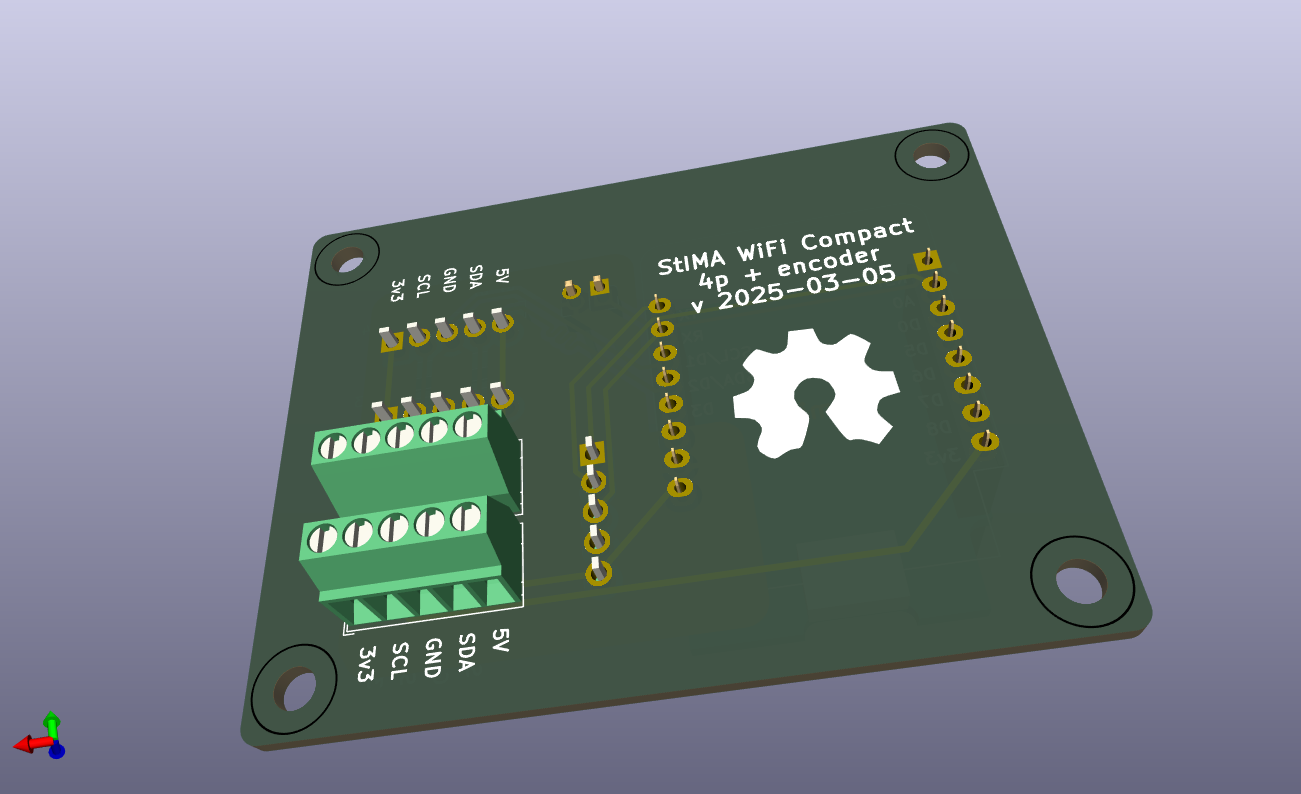 StIMA WiFi Compact
4p + encoder
v 2025-03-05
3v3
SCL
GND
SDA
5V
3v3
SCL
GND
SDA
5V